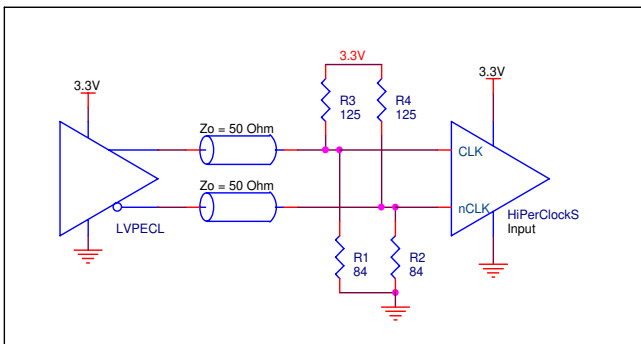 3.3V
3.3V
3.3V
R3
125
R4
125
Zo = 50 Ohm
CLK
Zo = 50 Ohm
nCLK
HiPerClockS
Input
LVPECL
R1
84
R2
84